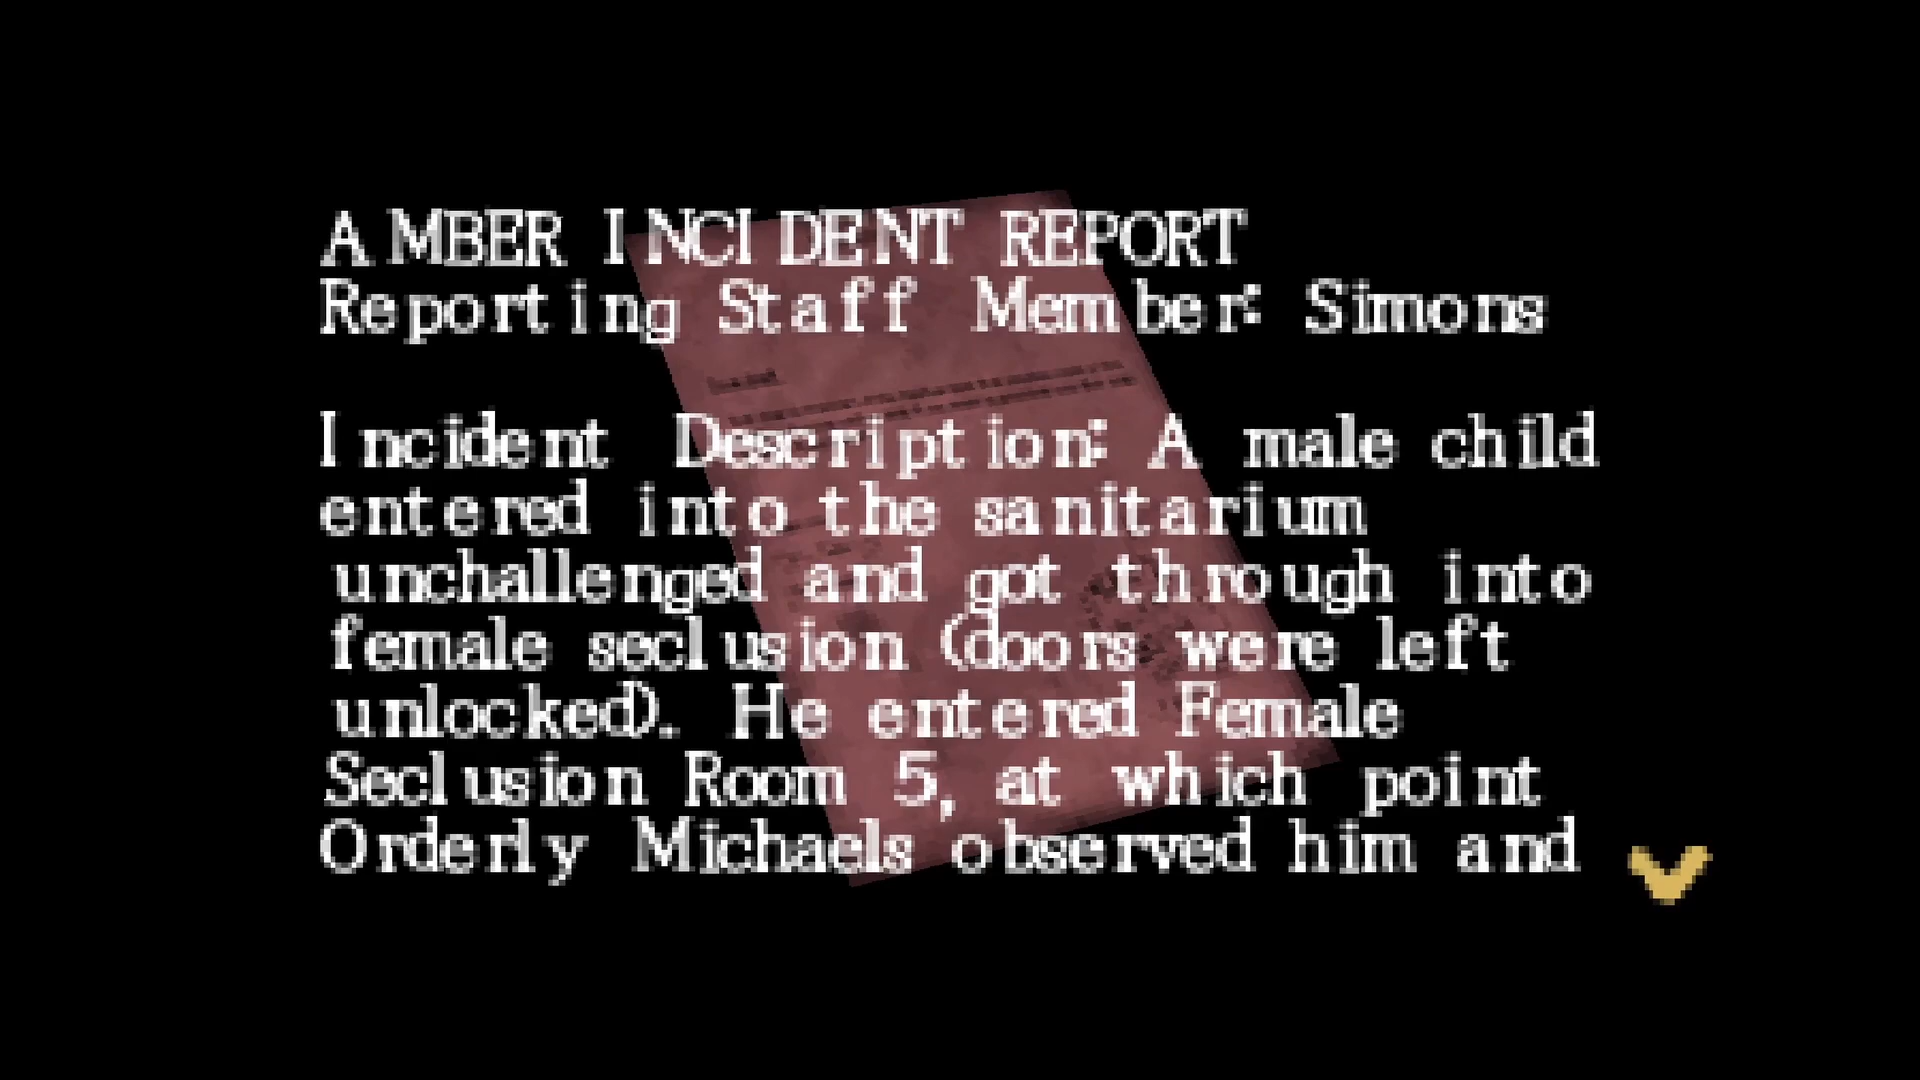 AMBER INCIDENT REPORT
Reporting Staff Member: Simons
Incident Description: A male child
entered into the sanitarium
unchallenged and got through into
female seclusion (doors were left
unlocked). He entered Female
Seclusion Room 5, at which point
Orderly Michaels observed him and